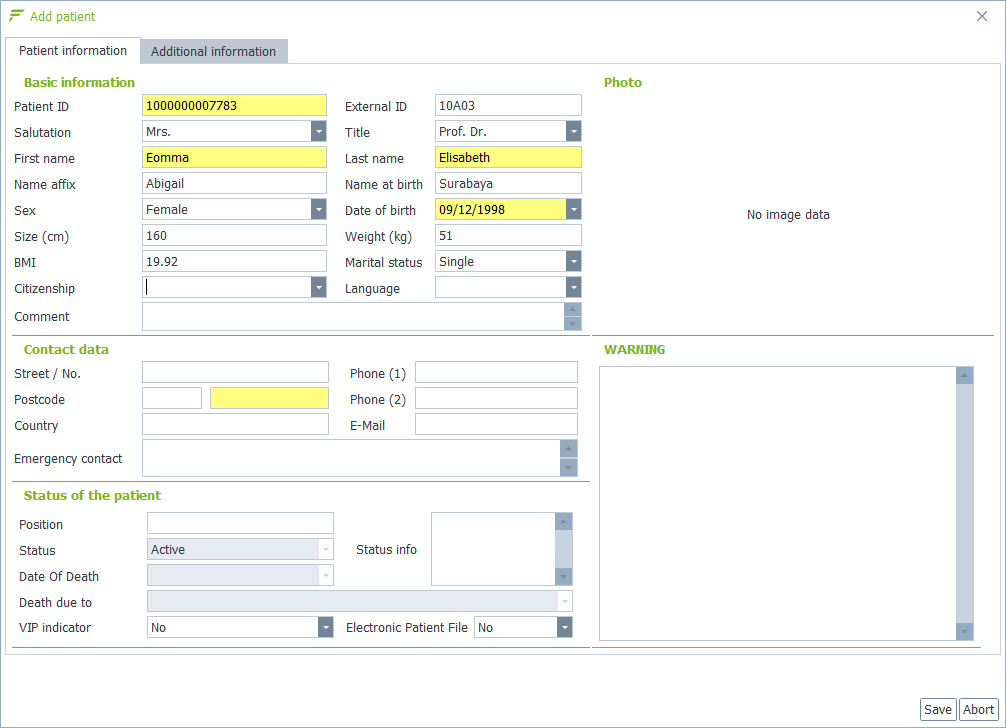 Add patient
Patient information Additional information
Basic information Photo
Patient ID 1000000007783 External ID 10A03
Salutation Mrs. Title Prof. Dr.
First name Eomma Last name Elisabeth
Name affix Abigail Name at birth Surabaya
Sex Female Date of birth 09/12/1998
No image data
Size (cm) 160 Weight (kg) 51
BMI 19.92 Marital status Single
Citizenship Language
Comment
Contact data WARNING
Street / No. Phone (1)
Postcode Phone (2)
Country E-Mail
Emergency contact
Status of the patient
Position
Status Active Status info
Date Of Death
Death due to
VIP indicator No Electronic Patient File No
Save Abort